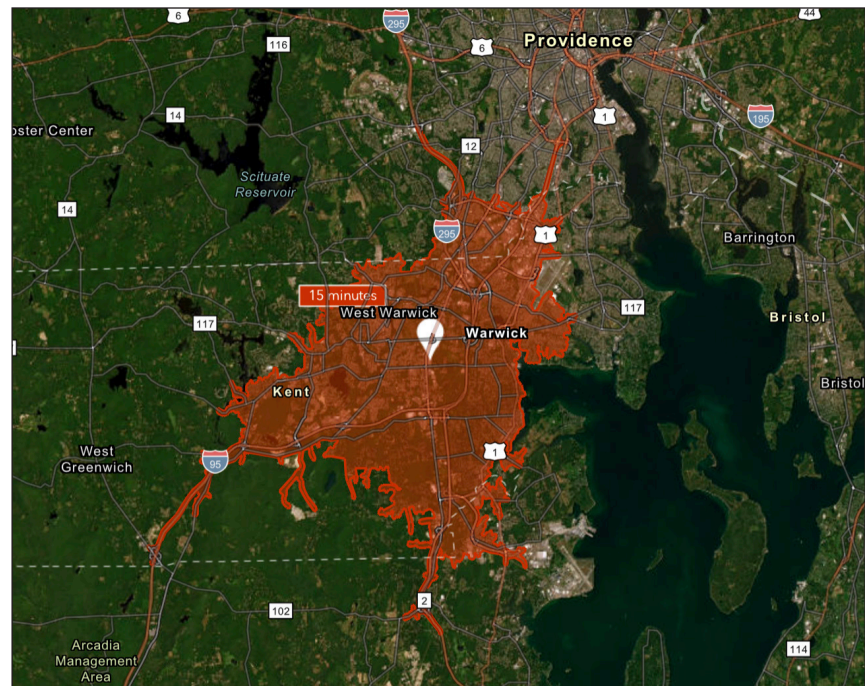 44
6
295
116
6
Providence
1
195
14
oster Center
12
Scituate
Reservoir
14
295
1
Barrington
15 minutes
117
West Warwick
117
Warwick
Bristol
Kent
Bristol
West
Greenwich
1
95
2
102
Arcadia
Management
Area
114